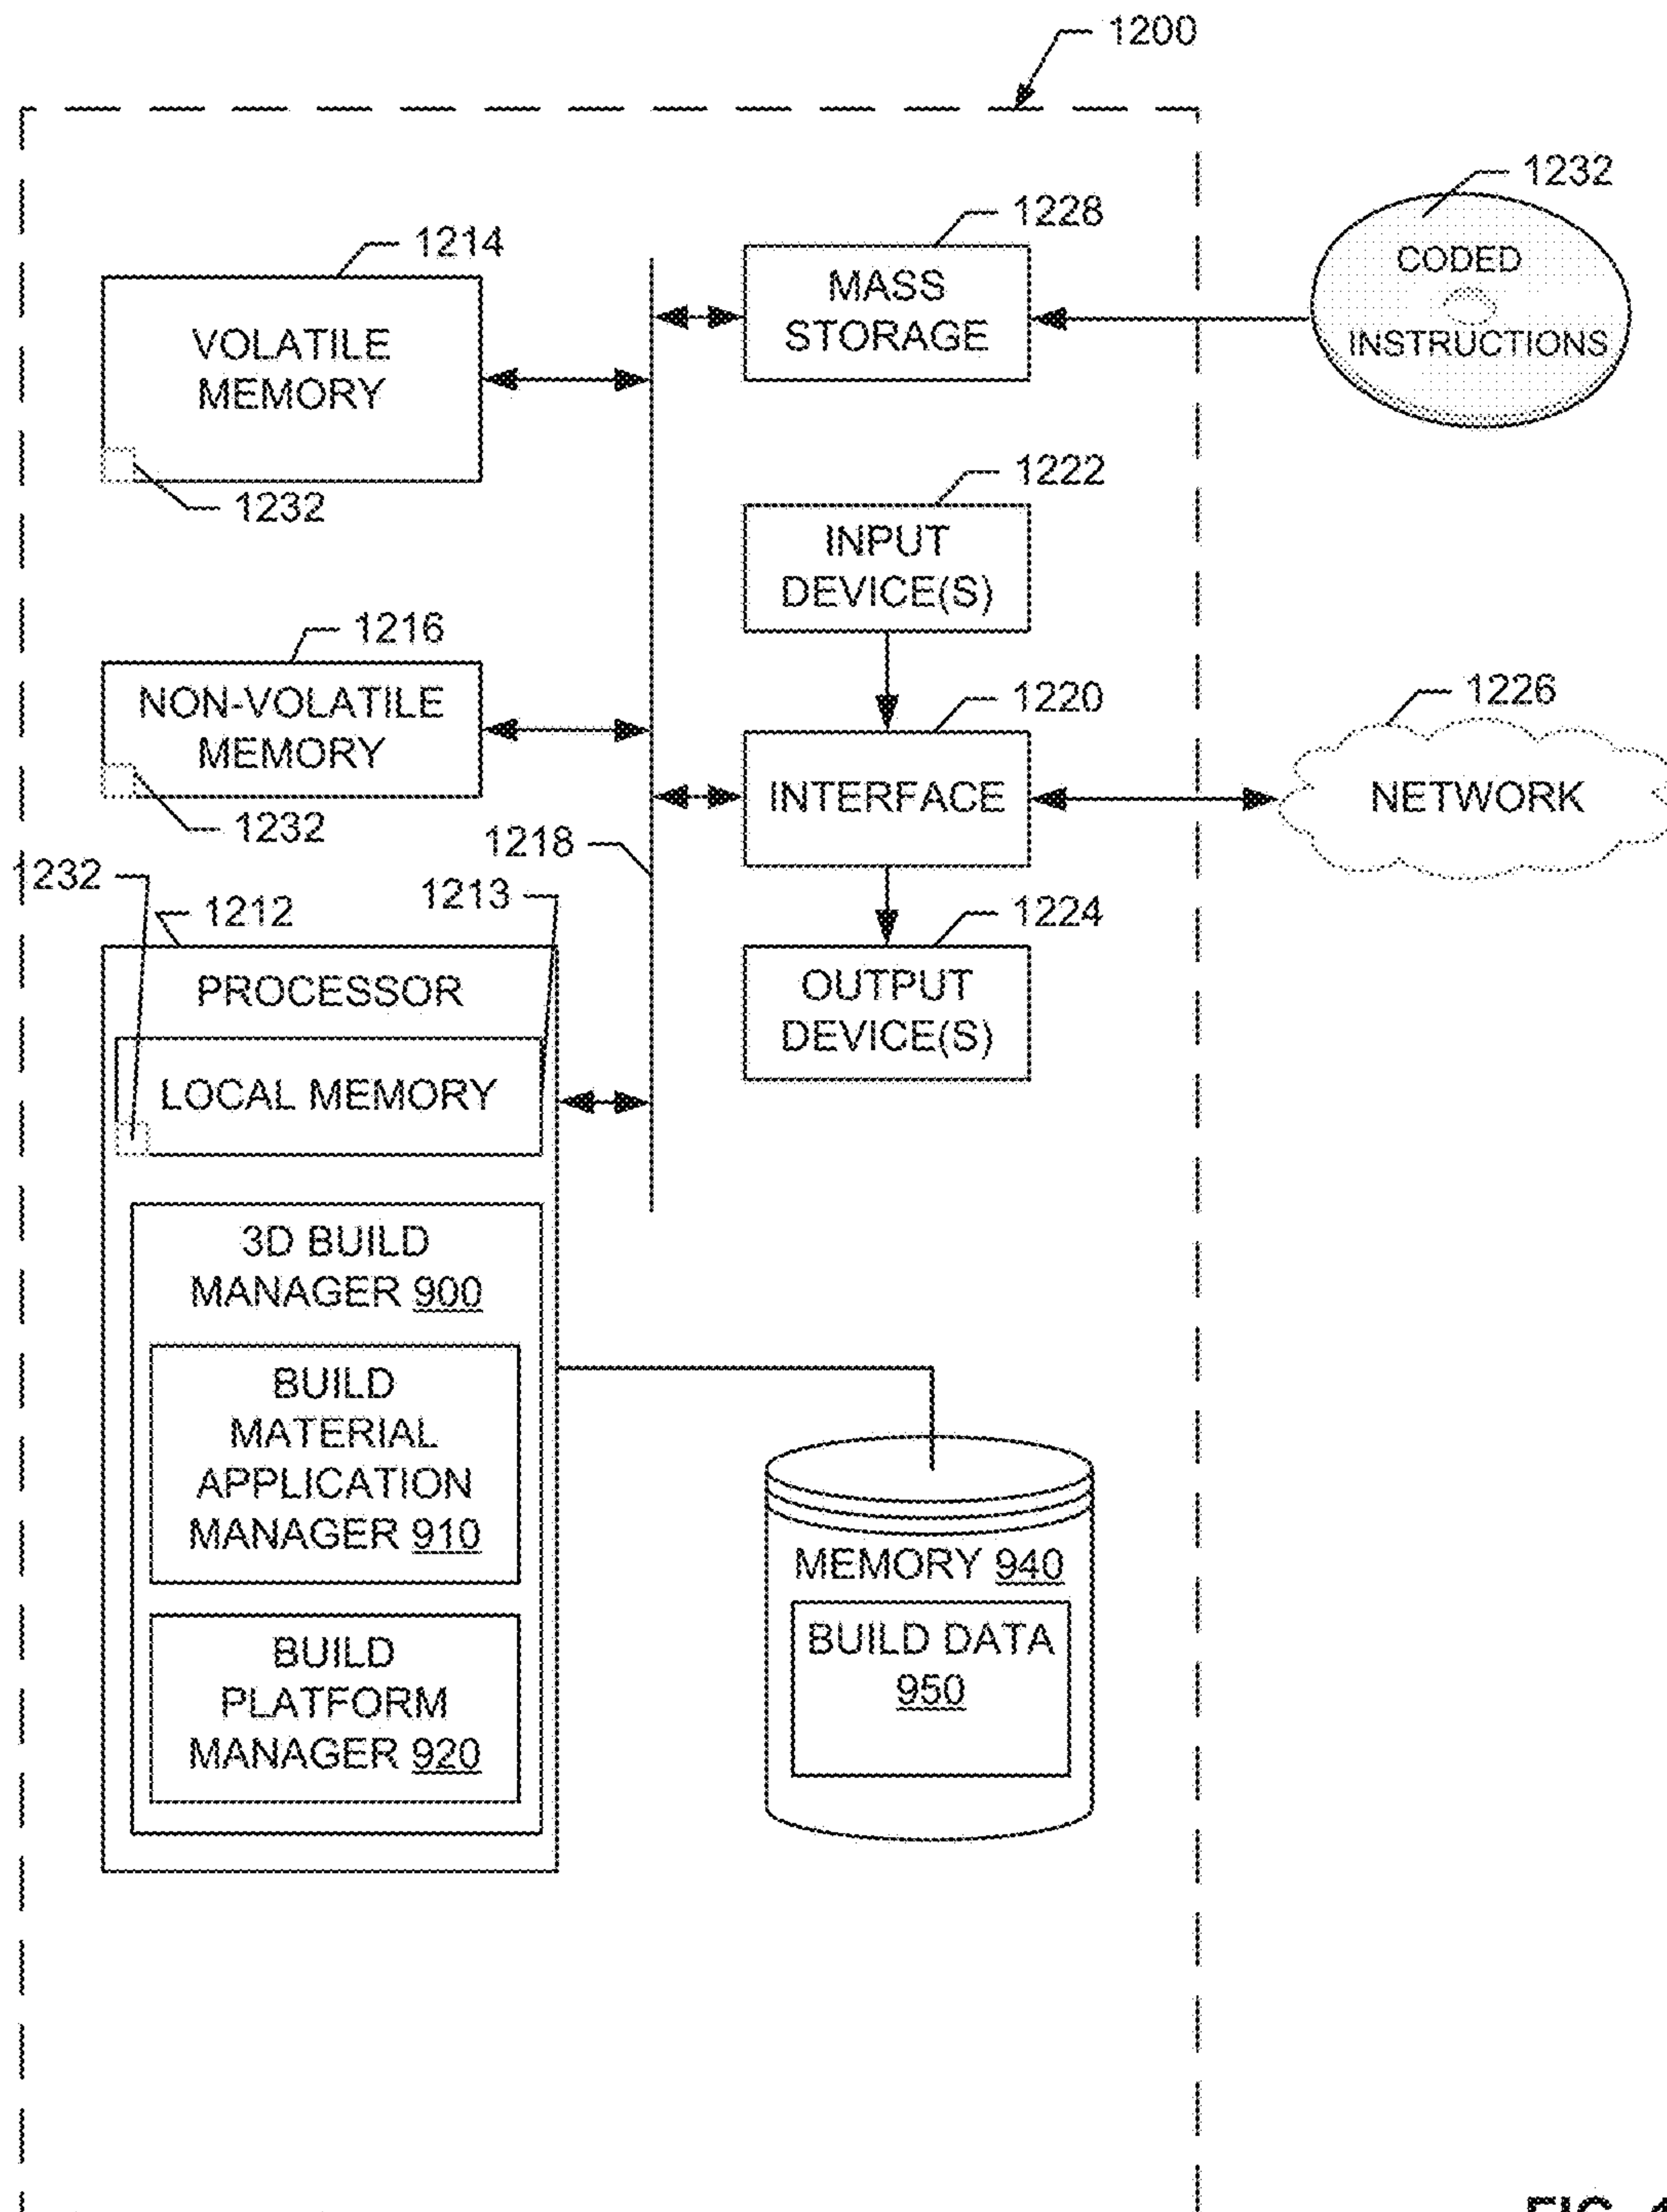 1200
1232
CODED
INSTRUCTIONS
1228
MASS
STORAGE
1214
VOLATILE
MEMORY
1232
1222
INPUT
DEVICE(S)
1216
NON-VOLATILE
MEMORY
1232
1220
INTERFACE
1226
NETWORK
1218
1232
1212
1213
1224
OUTPUT
DEVICE(S)
PROCESSOR
LOCAL MEMORY
3D BUILD
MANAGER 900
BUILD
MATERIAL
APPLICATION
MANAGER 910
BUILD
PLATFORM
MANAGER 920
MEMORY 940
BUILD DATA
950